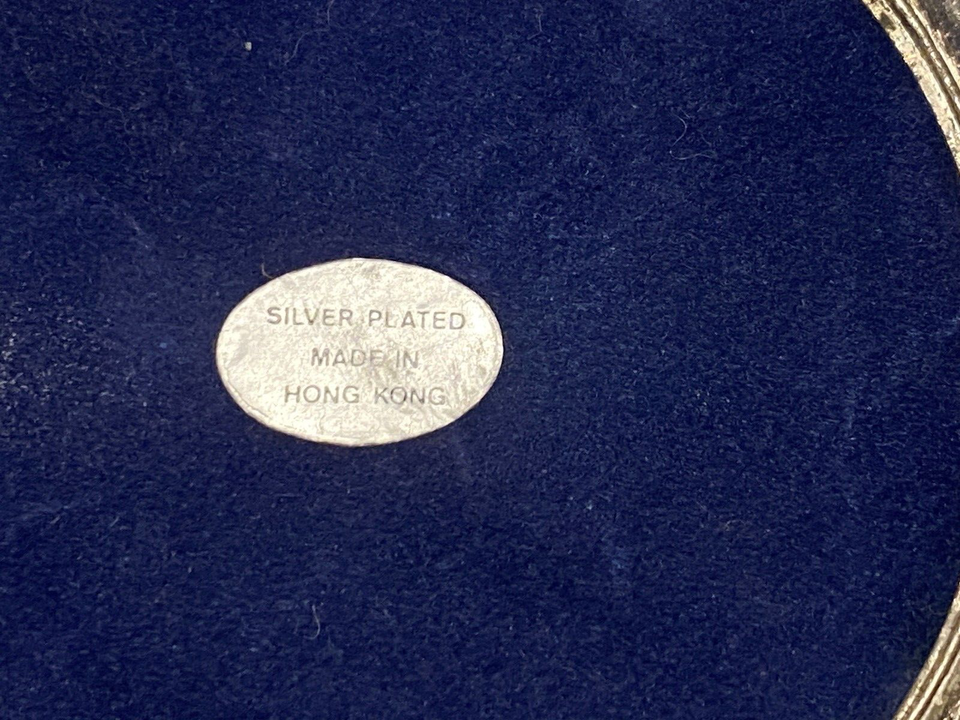 SILVER PLATED
MADE IN
HONG KONG